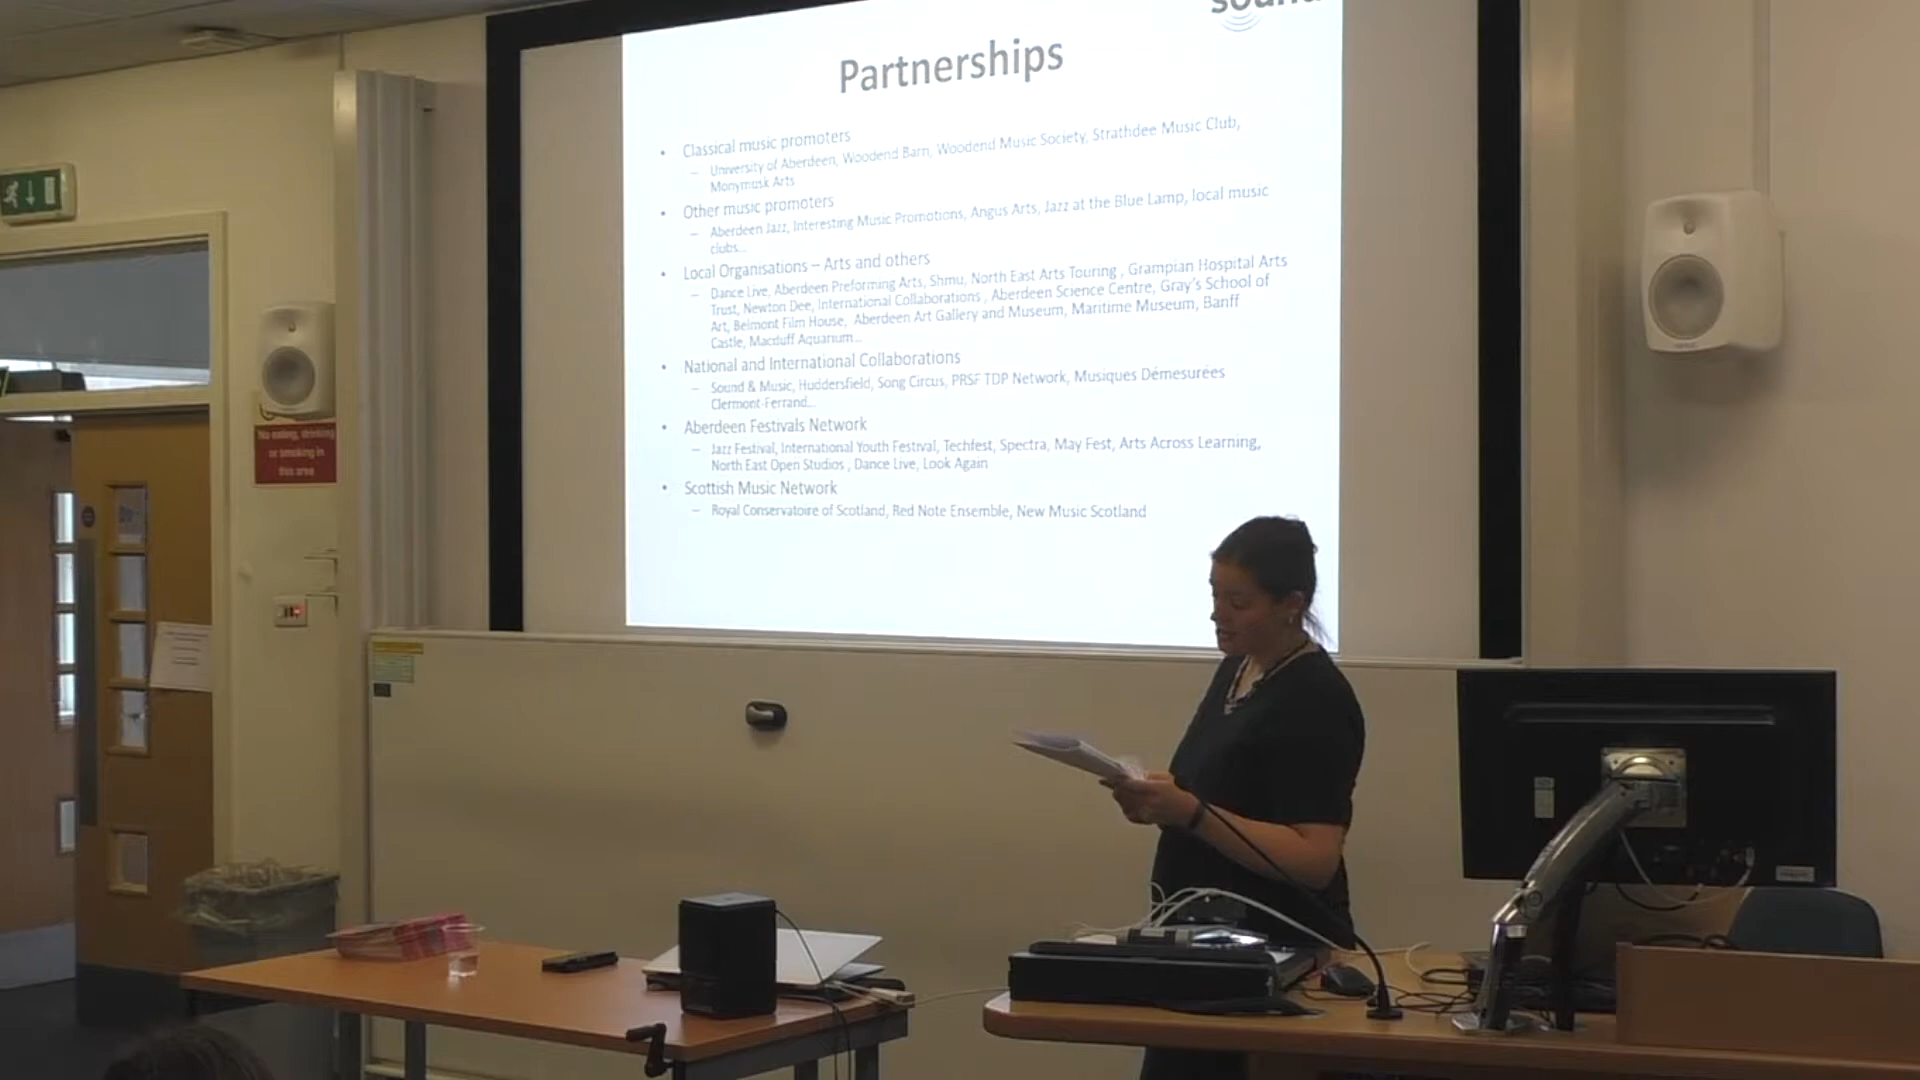 sound
Partnerships
• Classical music promoters
– University of Aberdeen, Woodend Barn, Woodend Music Society, Strathdee Music Club,
Monymusk Arts
• Other music promoters
– Aberdeen Jazz, Interesting Music Promotions, Angus Arts, Jazz at the Blue Lamp, local music
clubs...
• Local Organisations – Arts and others
– Dance Live, Aberdeen Preforming Arts, Shmu, North East Arts Touring , Grampian Hospital Arts
Trust, Newton Dee, International Collaborations , Aberdeen Science Centre, Gray's School of
Art, Belmont Film House, Aberdeen Art Gallery and Museum, Maritime Museum, Banff
Castle, Macduff Aquarium...
• National and International Collaborations
– Sound & Music, Huddersfield, Song Circus, PRSF TDP Network, Musiques Démesurées
Clermont-Ferrand...
• Aberdeen Festivals Network
– Jazz Festival, International Youth Festival, Techfest, Spectra, May Fest, Arts Across Learning,
North East Open Studios , Dance Live, Look Again
• Scottish Music Network
– Royal Conservatoire of Scotland, Red Note Ensemble, New Music Scotland
No eating, drinking
or smoking in
this area